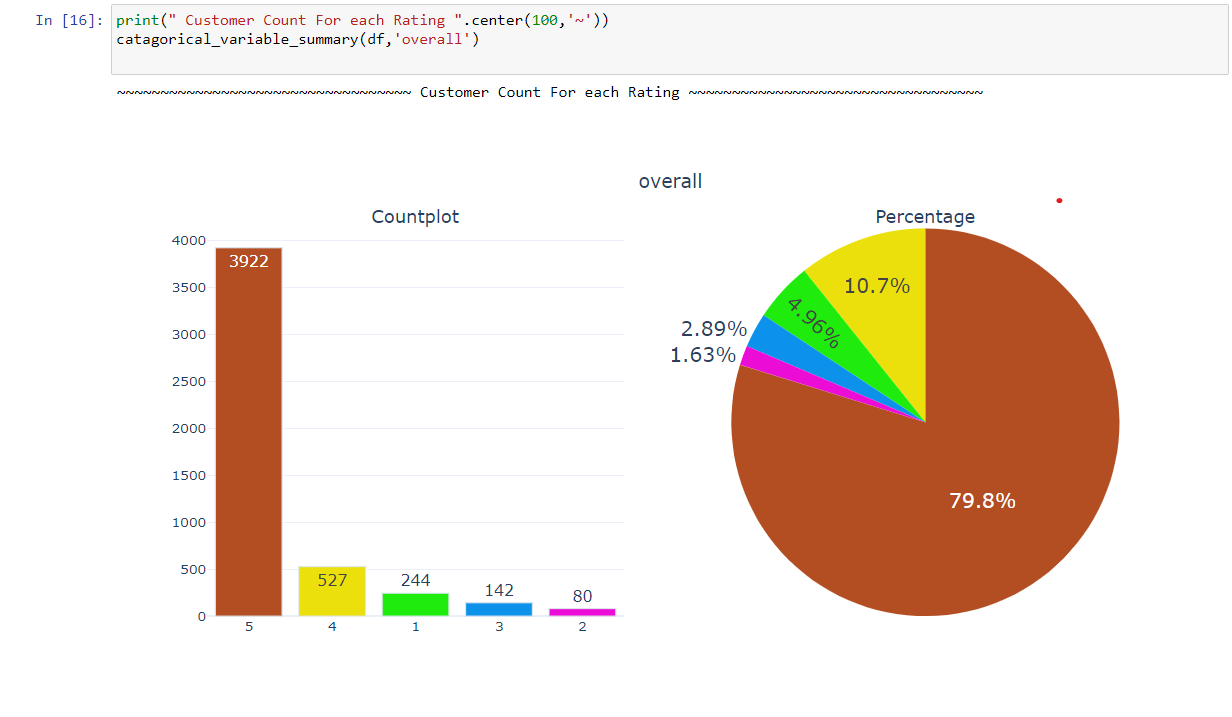 In [16]: print(" Customer Count For each Rating ".center(100,'~'))
catagorical_variable_summary(df,'overall')
~~~~~~~~~~~~~~~~~~~~~~~~~~~~~~~~~~ Customer Count For each Rating ~~~~~~~~~~~~~~~~~~~~~~~~~~~~~~~~~~
overall
Countplot
4000
3500
3000
2500
2000
1500
1000
500
0
3922
527
244
142
80
5 4 1 3 2
Percentage
10.7%
4.96%
2.89%
1.63%
79.8%